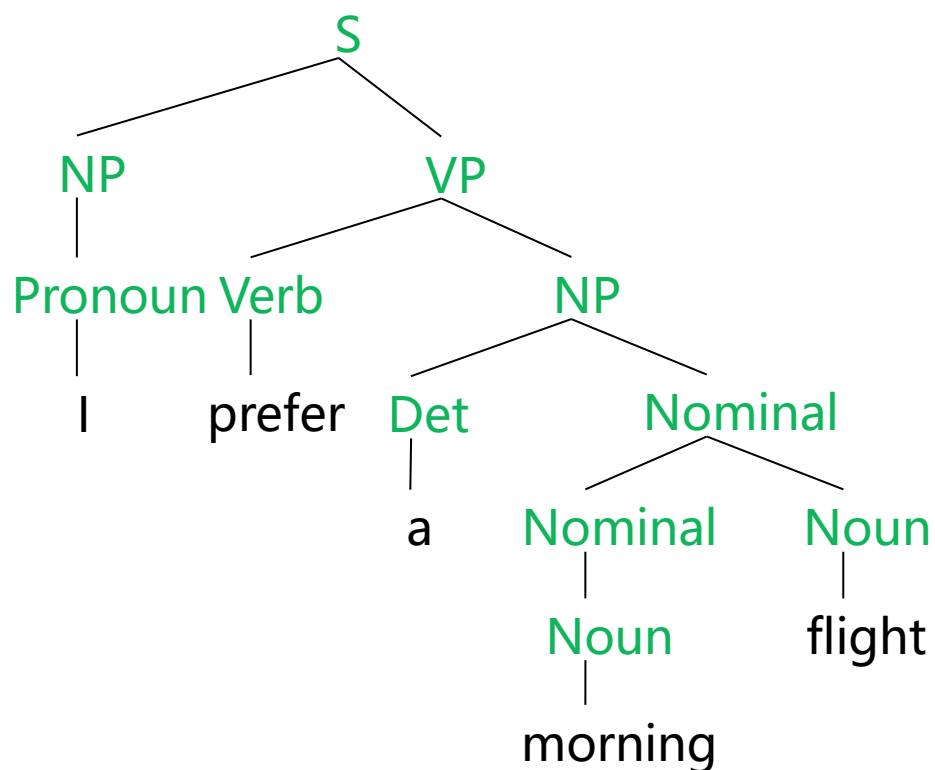 S
NP VP
Pronoun Verb NP
I prefer Det Nominal
a Nominal Noun
Noun flight
morning